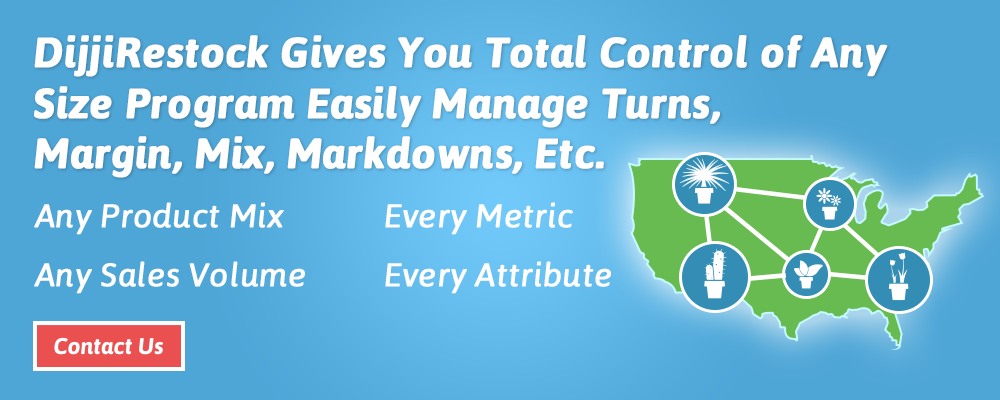 DijjiRestock Gives You Total Control of Any
Size Program Easily Manage Turns,
Margin, Mix, Markdowns, Etc.
Any Product Mix
Every Metric
Any Sales Volume
Every Attribute
Contact Us